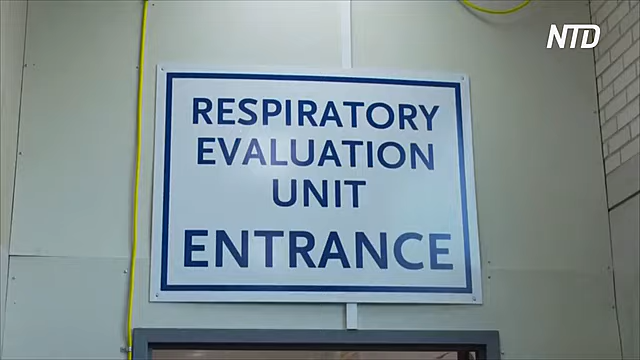 NTD
RESPIRATORY
EVALUATION
UNIT
ENTRANCE